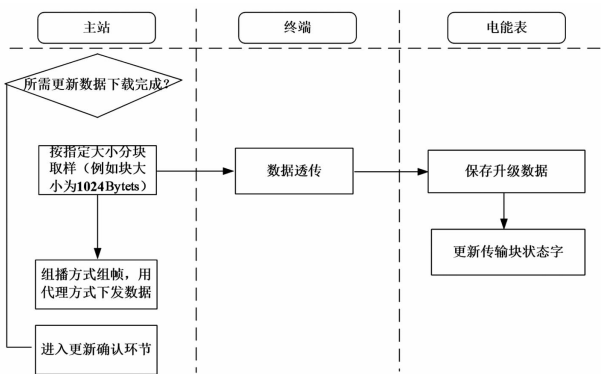 主站
终端
电能表
所需更新数据下载完成?
按指定大小分块
取样（例如块大
小为1024Bytets）
数据透传
保存升级数据
更新传输块状态字
组播方式组帧，用
代理方式下发数据
进入更新确认环节